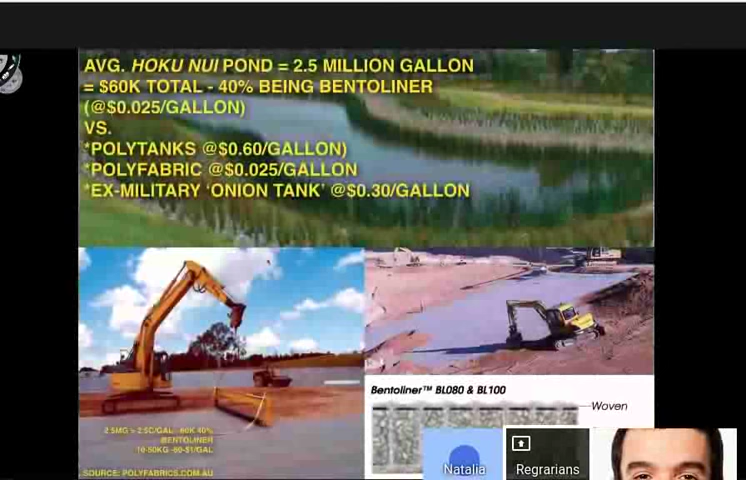 AVG. HOKU NUI POND = 2.5 MILLION GALLON
= $60K TOTAL - 40% BEING BENTOLINER
(@$0.025/GALLON)
VS.
*POLYTANKS @$0.60/GALLON)
*POLYFABRIC @$0.025/GALLON
*EX-MILITARY 'ONION TANK' @$0.30/GALLON
Bentoliner™ BL080 & BL100
Woven
BENTOLINER
SOURCE: POLYFABRICS.COM.AU
Natalia
Regrarians